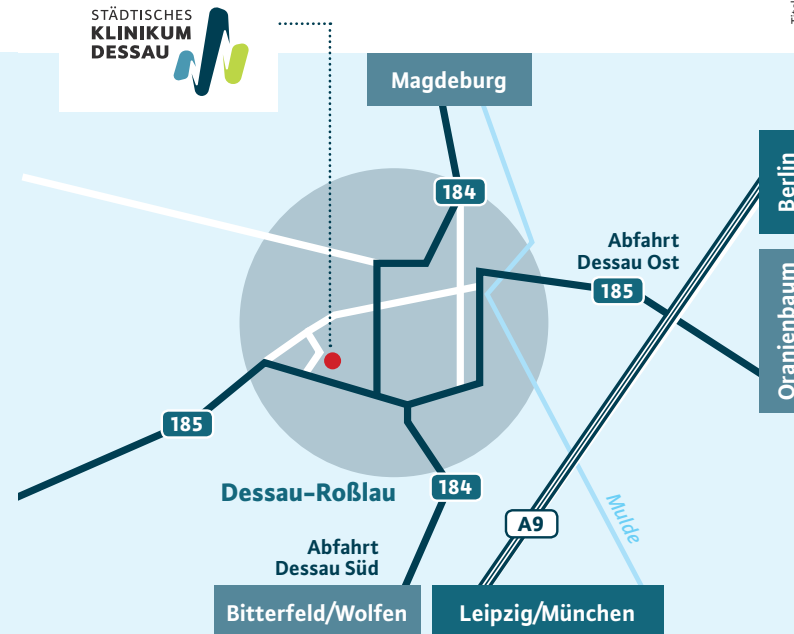 STÄDTISCHES
KLINIKUM
DESSAU
Magdeburg
184
Berlin
Abfahrt
Dessau Ost
185
Oranienbaum
185
Dessau-Roßlau
184
A9
Mulde
Abfahrt
Dessau Süd
Bitterfeld/Wolfen
Leipzig/München